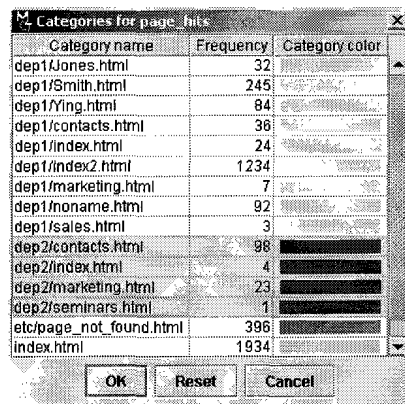 Categories for page_hits
Category name Frequency Category color
dep1/Jones.html 32
dep1/Smith.html 245
dep1/Ying.html 84
dep1/contacts.html 36
dep1/index.html 24
dep1/index2.html 1234
dep1/marketing.html 7
dep1/noname.html 92
dep1/sales.html 3
dep2/contacts.html 98
dep2/index.html 4
dep2/marketing.html 23
dep2/seminars.html 1
etc/page_not_found.html 396
index.html 1934
OK Reset Cancel